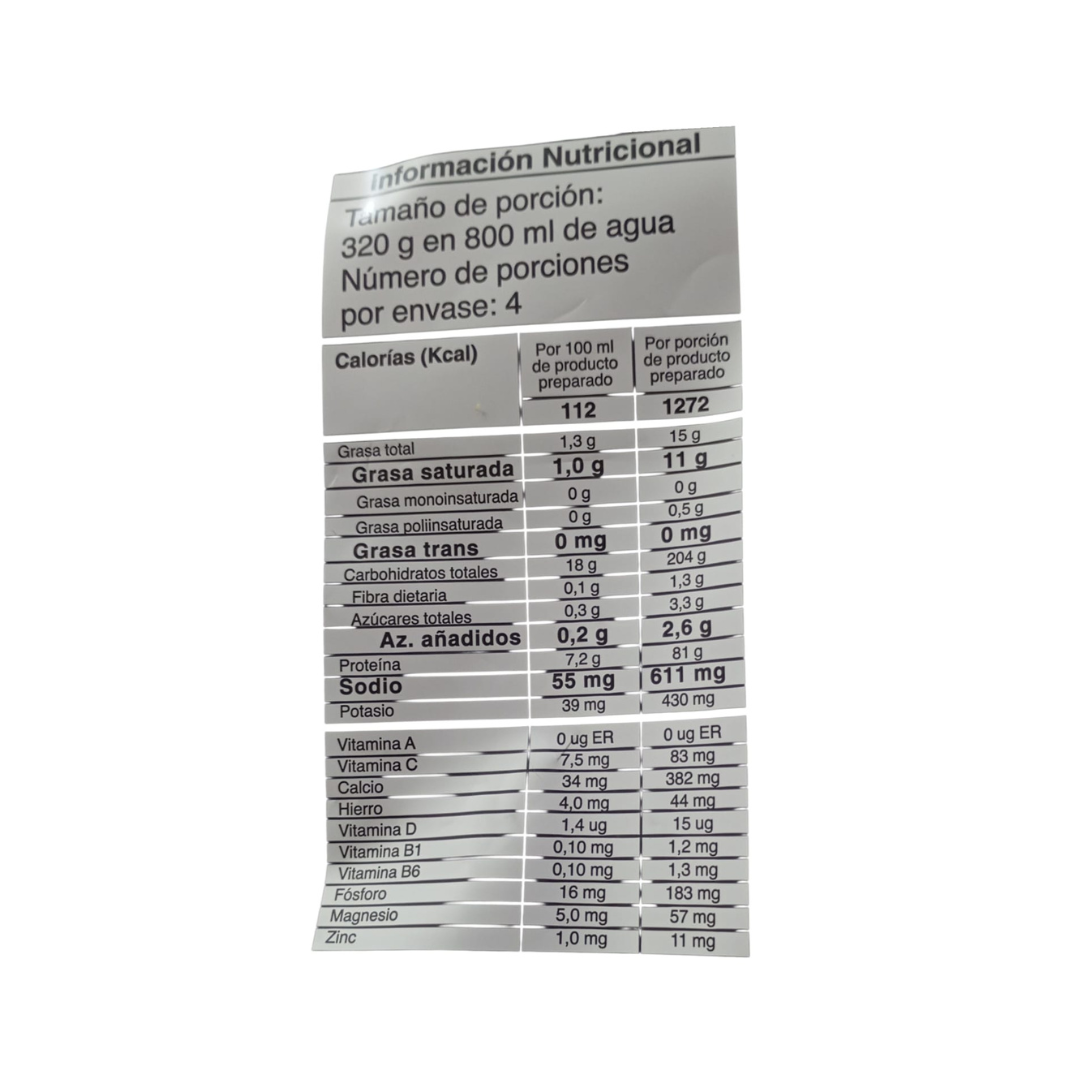 Información Nutricional
Tamaño de porción:
320 g en 800 ml de agua
Número de porciones
por envase: 4
Calorías (Kcal) Por 100 ml de producto preparado Por porción de producto preparado
112 1272
Grasa total 1,3 g 15 g
Grasa saturada 1,0 g 11 g
Grasa monoinsaturada 0 g 0 g
Grasa poliinsaturada 0 g 0,5 g
Grasa trans 0 mg 0 mg
Carbohidratos totales 18 g 204 g
Fibra dietaria 0,1 g 1,3 g
Azúcares totales 0,3 g 3,3 g
Az. añadidos 0,2 g 2,6 g
Proteína 7,2 g 81 g
Sodio 55 mg 611 mg
Potasio 39 mg 430 mg
Vitamina A 0 ug ER 0 ug ER
Vitamina C 7,5 mg 83 mg
Calcio 34 mg 382 mg
Hierro 4,0 mg 44 mg
Vitamina D 1,4 ug 15 ug
Vitamina B1 0,10 mg 1,2 mg
Vitamina B6 0,10 mg 1,3 mg
Fósforo 16 mg 183 mg
Magnesio 5,0 mg 57 mg
Zinc 1,0 mg 11 mg